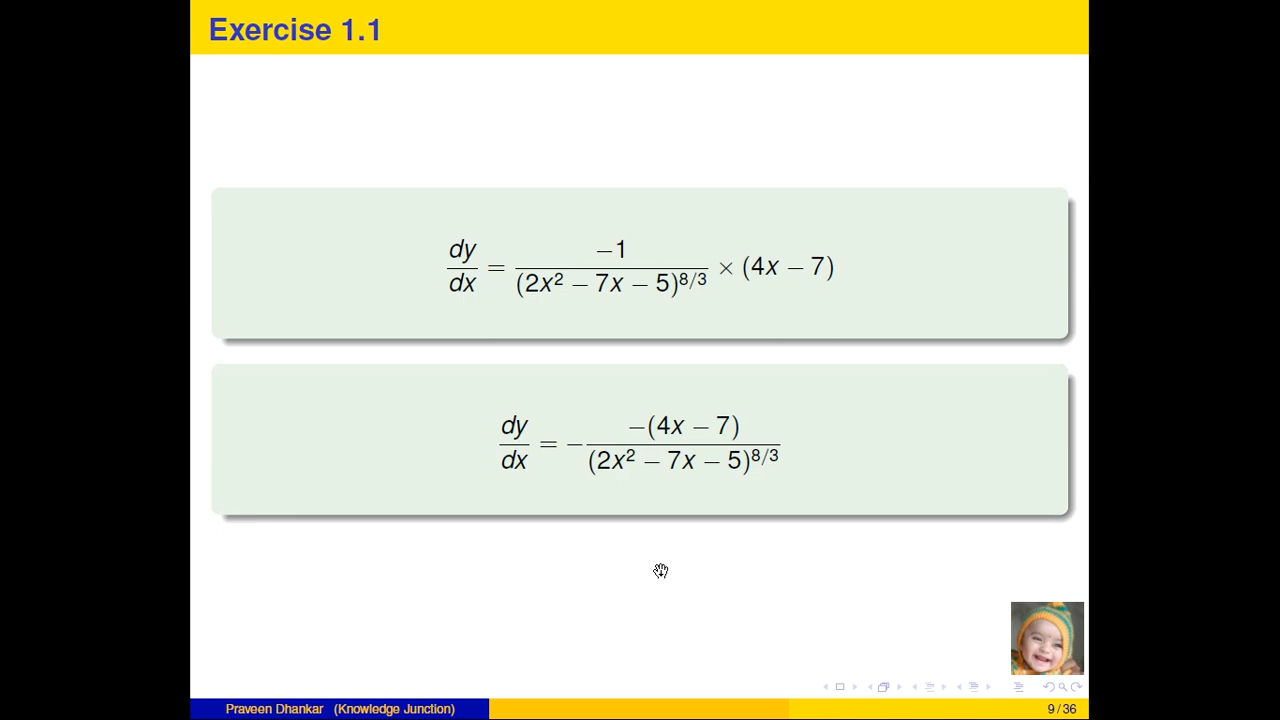 Exercise 1.1
dy/dx = −1/(2x² − 7x − 5)^{8/3} × (4x − 7)
dy/dx = − −(4x − 7)/(2x² − 7x − 5)^{8/3}
Praveen Dhankar (Knowledge Junction)
9 / 36